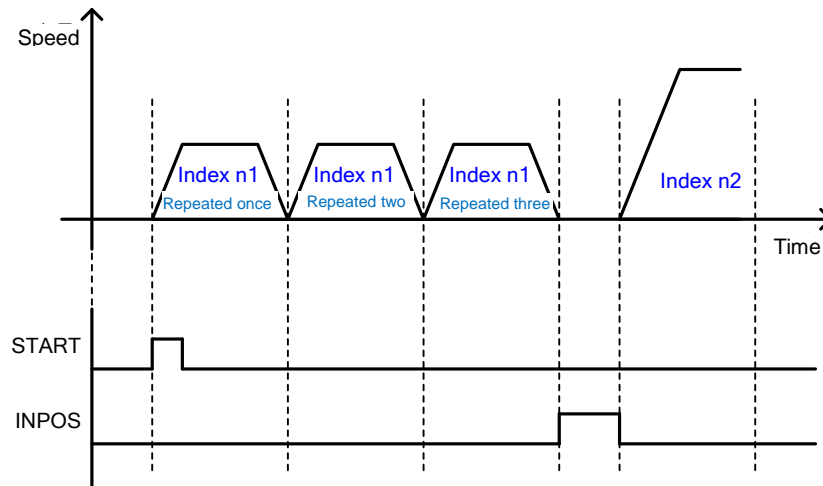 Speed
Index n1
Repeated once
Index n1
Repeated two
Index n1
Repeated three
Index n2
Time
START
INPOS